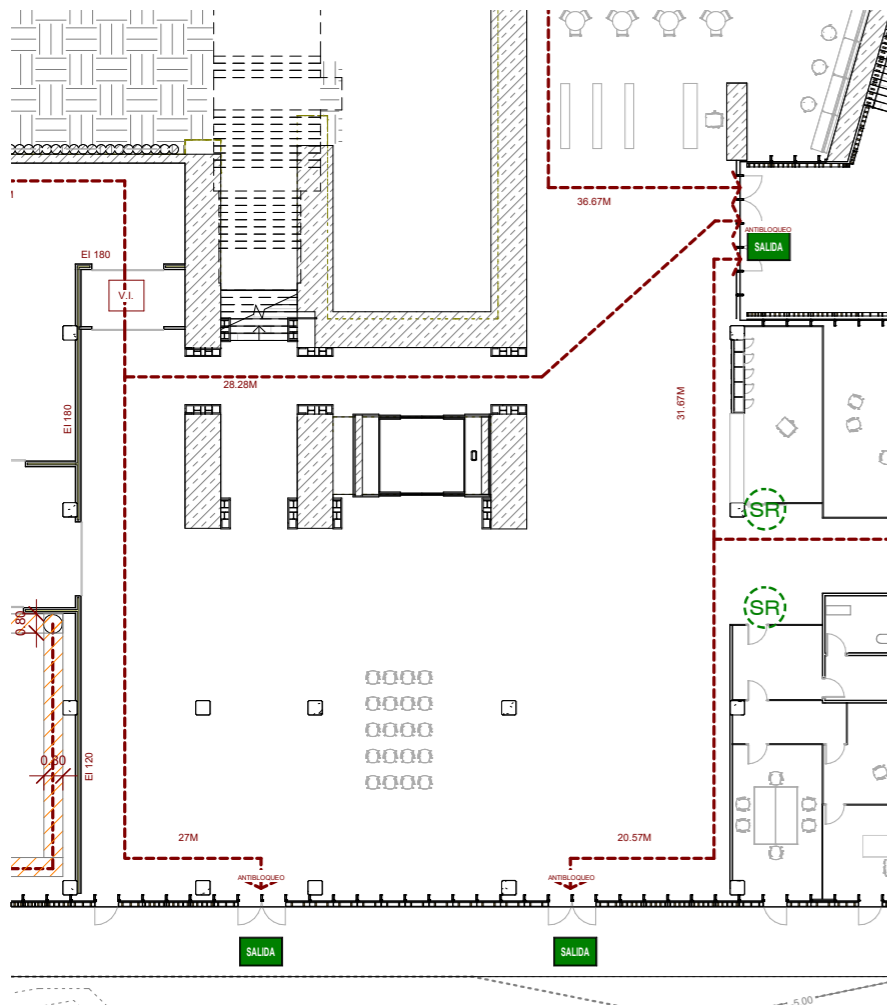 M
36.67M
ANTIBLOQUEO
SALIDA
EI 180
V.I.
28.28M
31.67M
EI 180
SR
SR
0.80
0.80
EI 120
27M
20.57M
ANTIBLOQUEO
ANTIBLOQUEO
SALIDA
SALIDA
-5.00